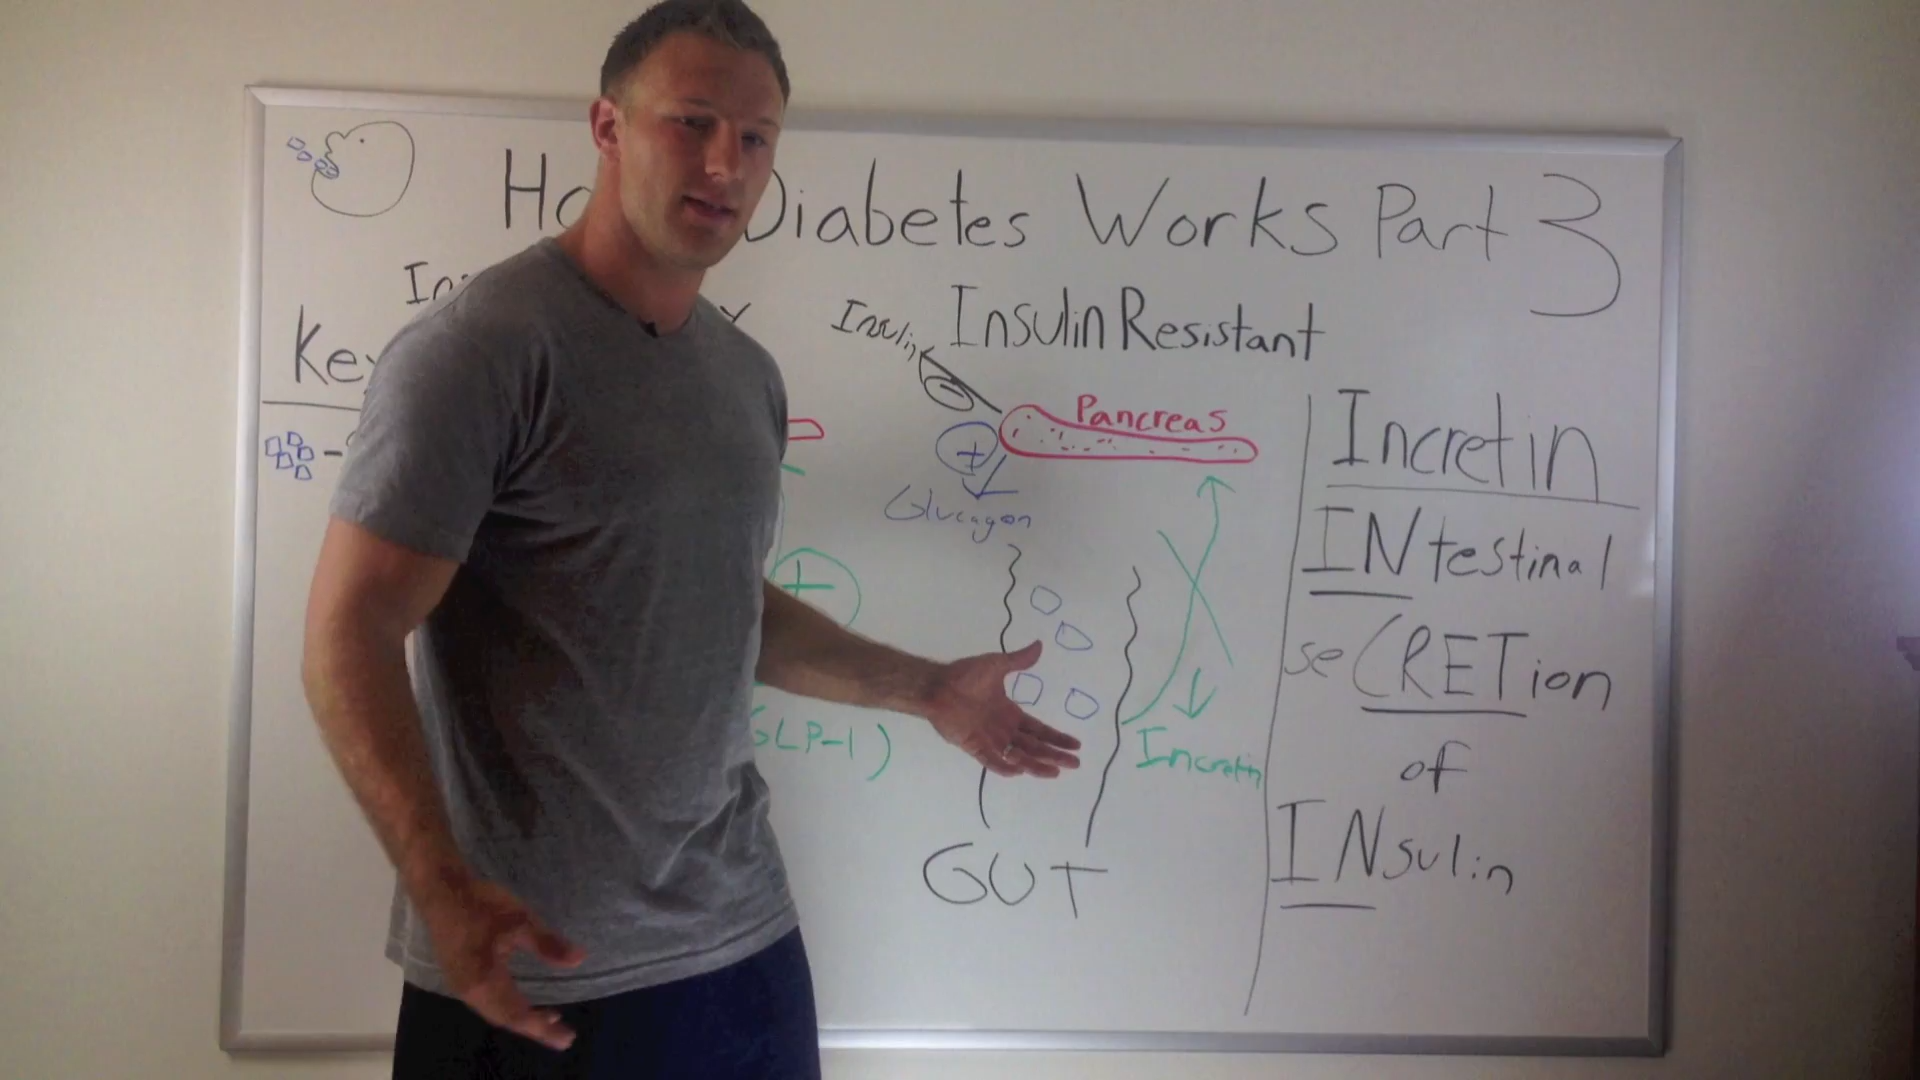 Diabetes Works Part 3
Insulin Insulin Resistant
Key
Pancreas
Incretin
+
Glucagon
INtestinal
+
seCRETion
GLP-1)
Incretin
of
GUT
INsulin